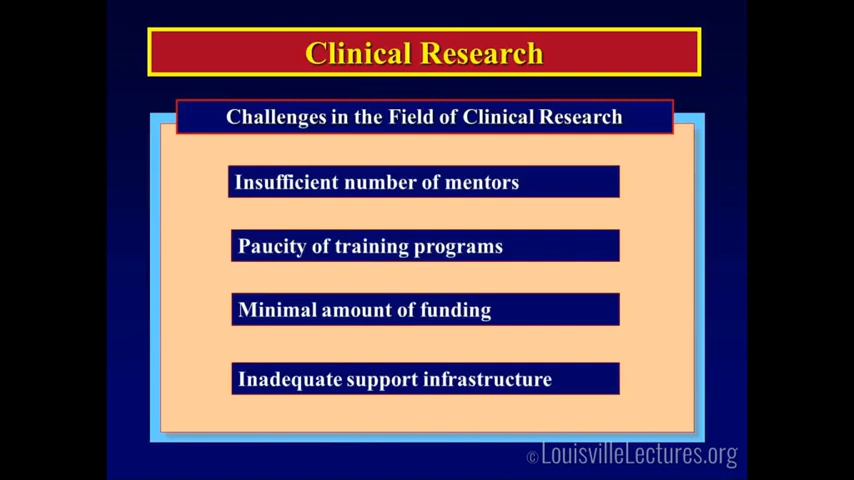 Clinical Research
Challenges in the Field of Clinical Research
Insufficient number of mentors
Paucity of training programs
Minimal amount of funding
Inadequate support infrastructure
© LouisvilleLectures.org